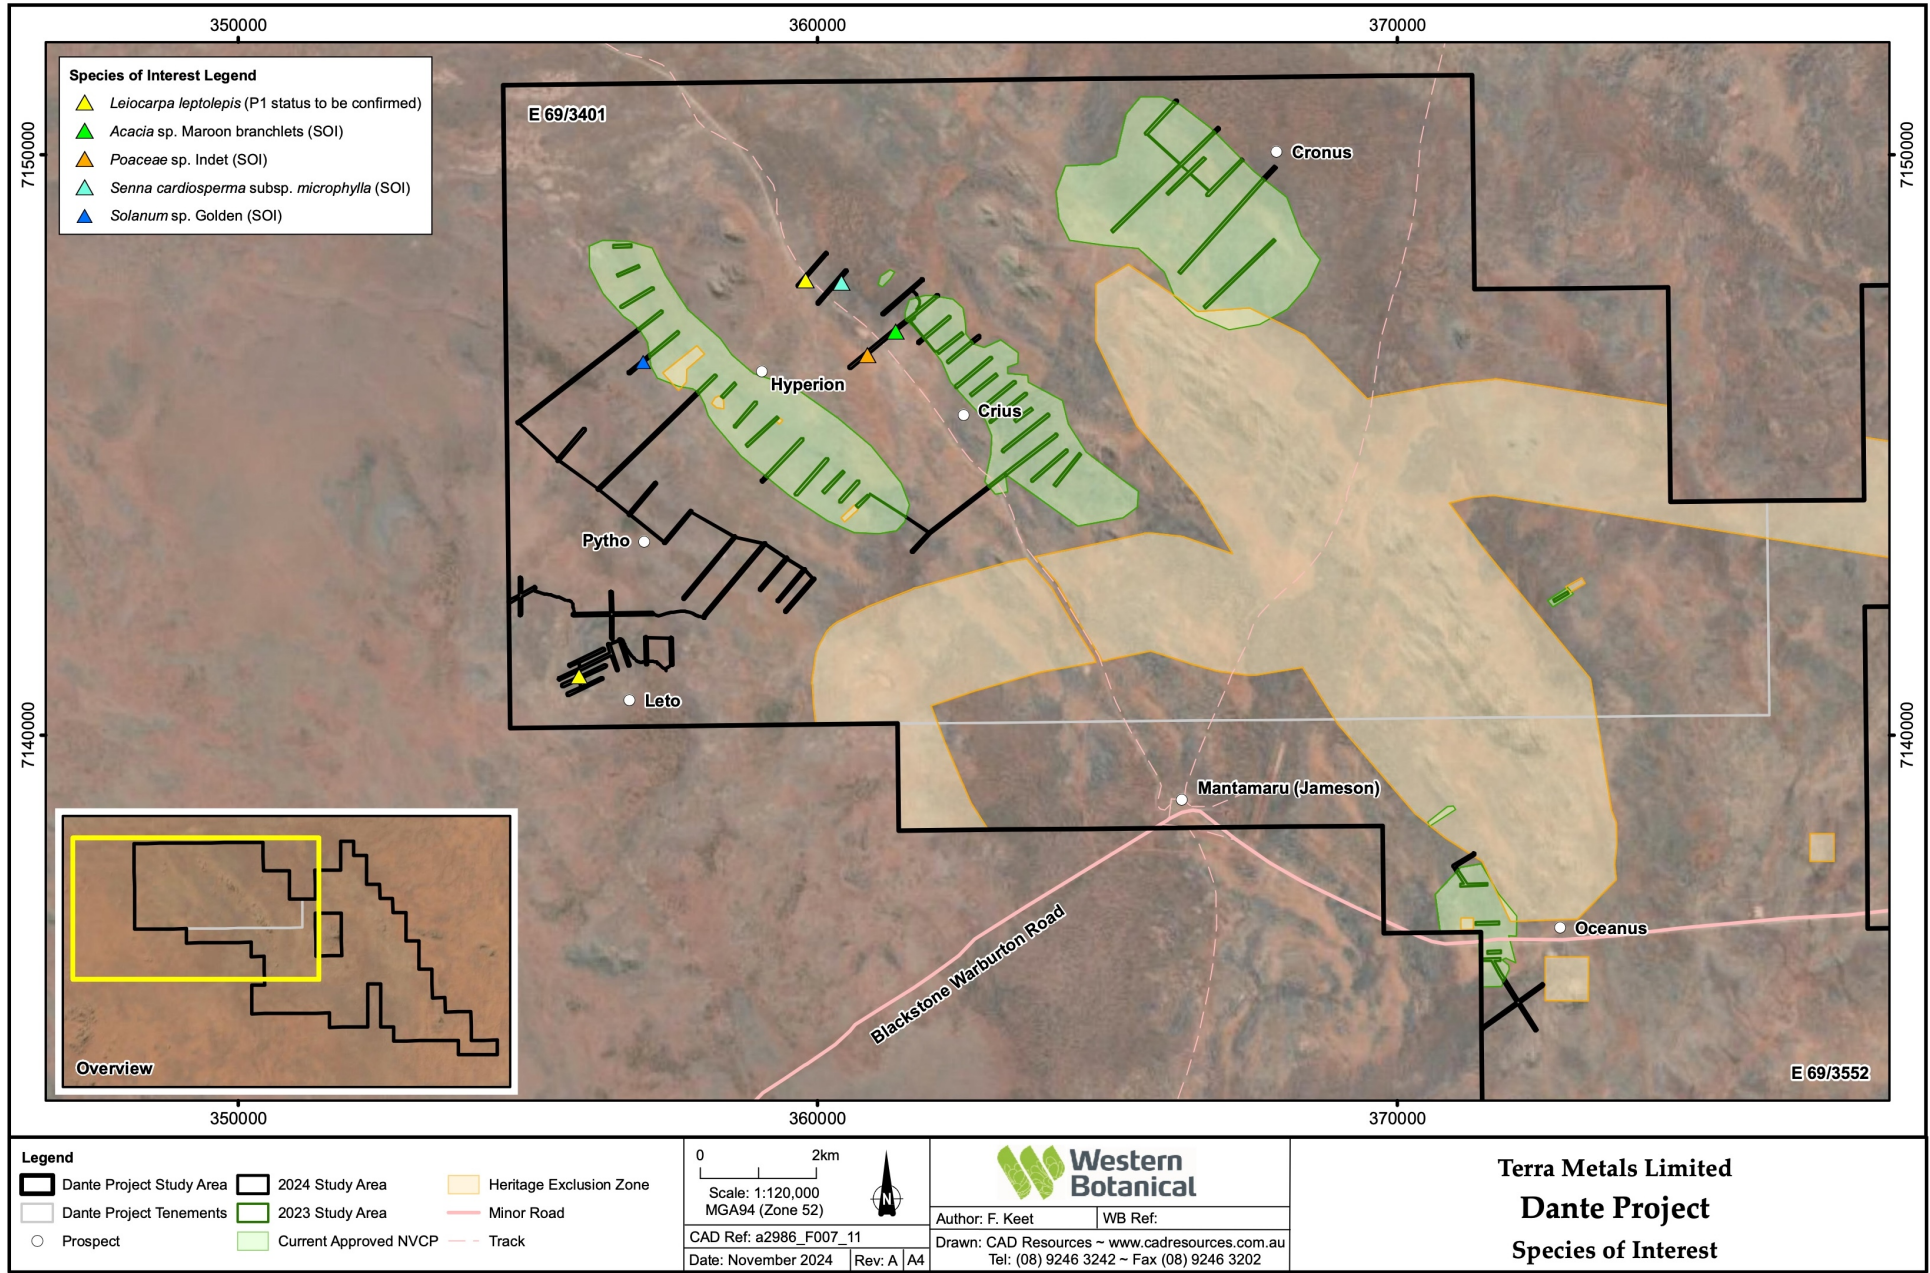 350000
360000
370000
7150000
7140000
7150000
7140000
350000
360000
370000
Species of Interest Legend
Leiocarpa leptolepis (P1 status to be confirmed)
Acacia sp. Maroon branchlets (SOI)
Poaceae sp. Indet (SOI)
Senna cardiosperma subsp. microphylla (SOI)
Solanum sp. Golden (SOI)
E 69/3401
Cronus
Hyperion
Crius
Pytho
Leto
Mantamaru (Jameson)
Oceanus
Blackstone Warburton Road
E 69/3552
Overview
Legend
Dante Project Study Area
Dante Project Tenements
Prospect
2024 Study Area
2023 Study Area
Current Approved NVCP
Heritage Exclusion Zone
Minor Road
Track
0 2km
Scale: 1:120,000
MGA94 (Zone 52)
N
CAD Ref: a2986_F007_11
Date: November 2024 Rev: A A4
Western
Botanical
Author: F. Keet WB Ref:
Drawn: CAD Resources ~ www.cadresources.com.au
Tel: (08) 9246 3242 ~ Fax (08) 9246 3202
Terra Metals Limited
Dante Project
Species of Interest